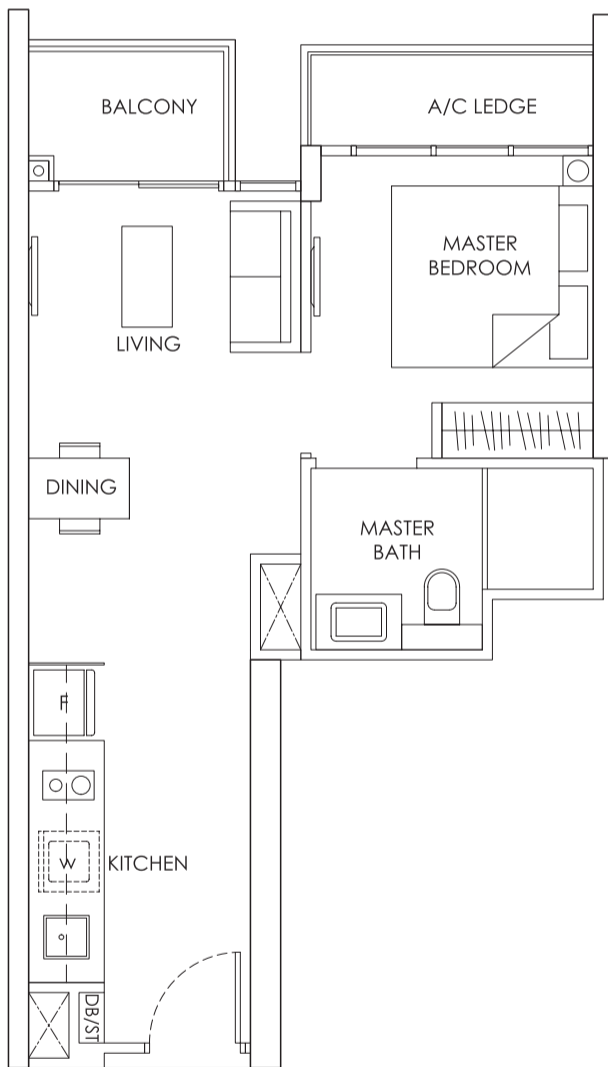 BALCONY
A/C LEDGE
MASTER
BEDROOM
LIVING
DINING
MASTER
BATH
F
W
KITCHEN
DB/ST